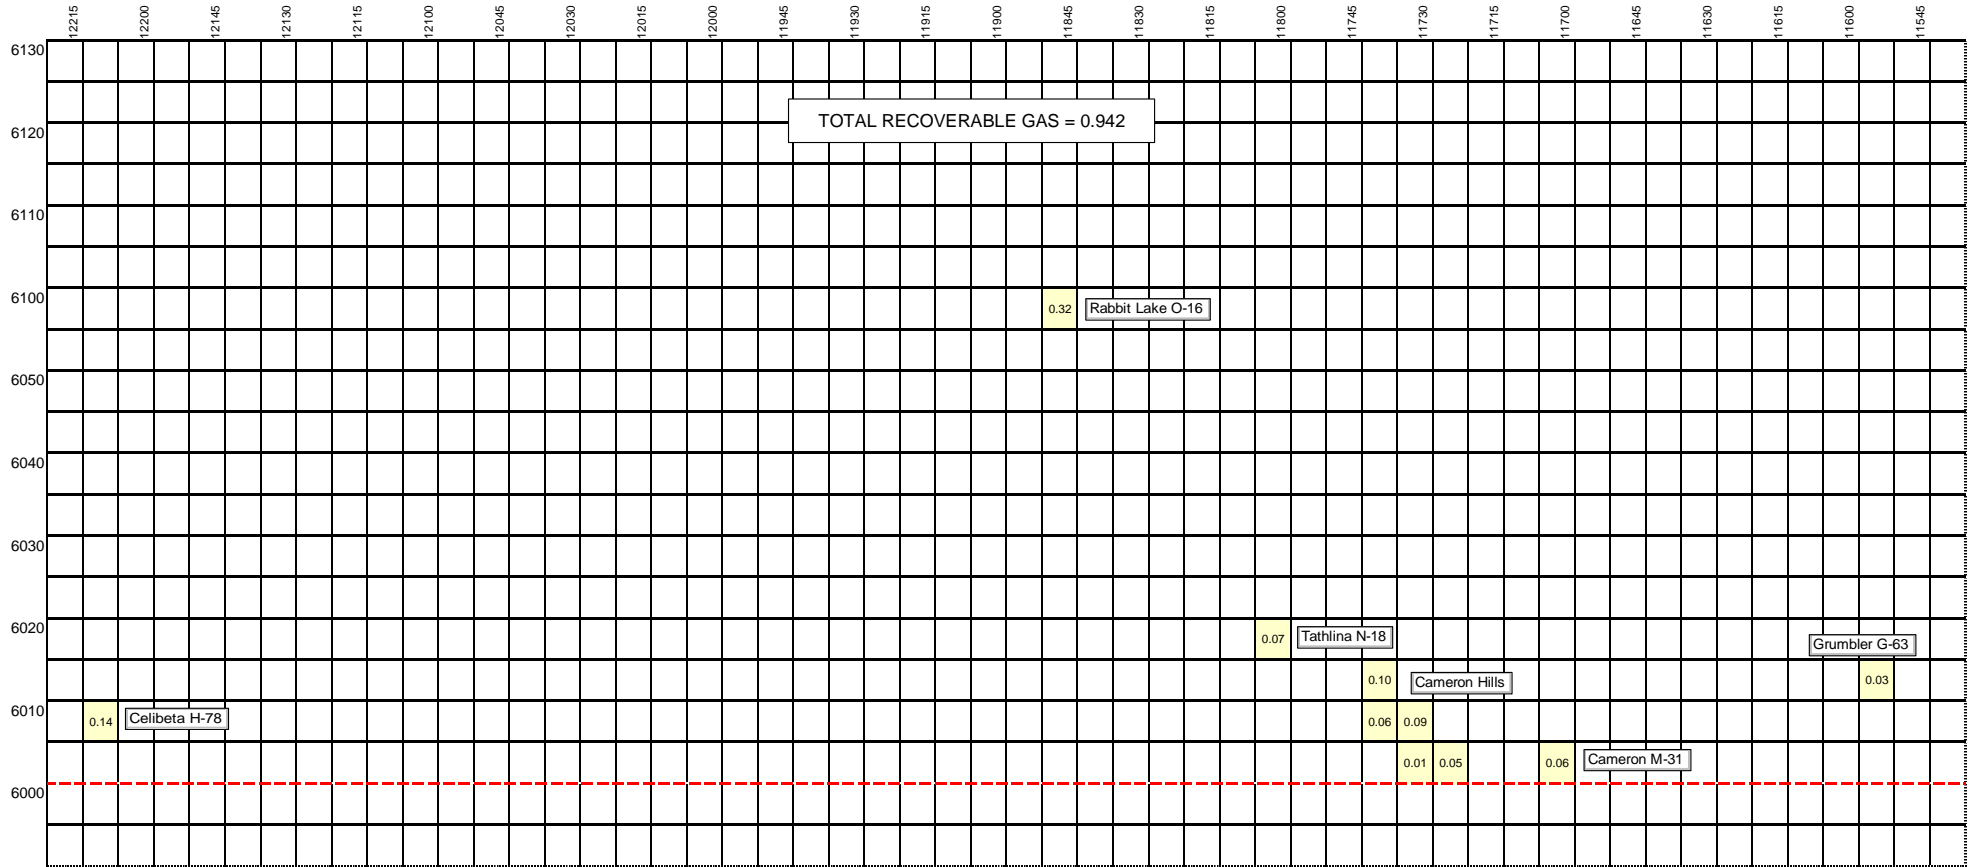 12215 12200 12145 12130 12115 12100 12045 12030 12015 12000 11945 11930 11915 11900 11845 11830 11815 11800 11745 11730 11715 11700 11645 11630 11615 11600 11545
6130
TOTAL RECOVERABLE GAS = 0.942
6120
6110
6100
0.32 Rabbit Lake O-16
6050
6040
6030
6020
0.07 Tathlina N-18
Grumbler G-63
0.10 Cameron Hills 0.03
6010
0.14 Celibeta H-78 0.06 0.09
0.01 0.05 0.06 Cameron M-31
6000